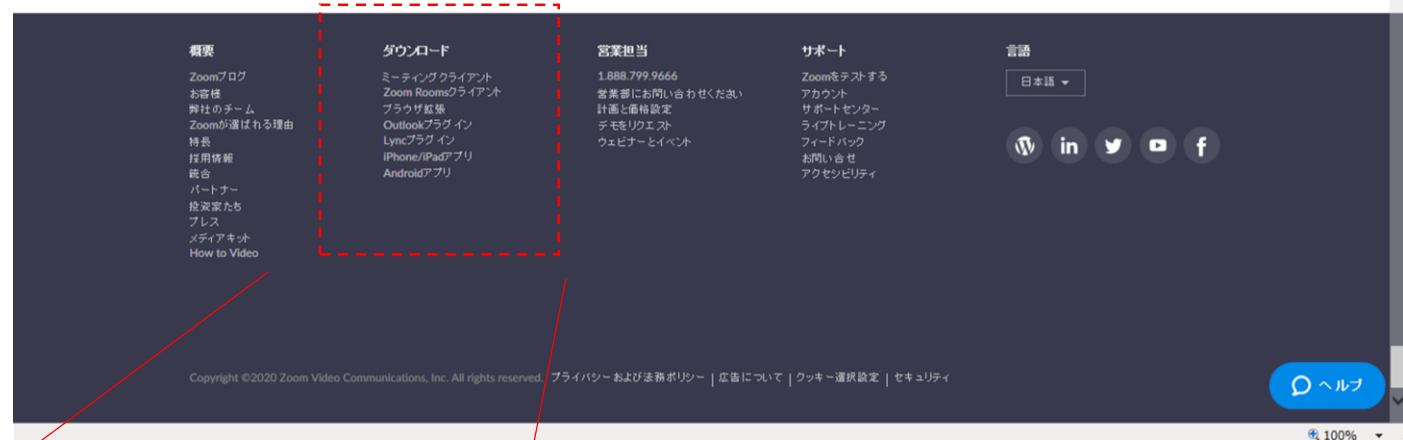 概要
Zoomブログ
お客様
弊社のチーム
Zoomが選ばれる理由
特長
採用情報
統合
パートナー
投資家たち
プレス
メディアキット
How to Video
ダウンロード
ミーティングクライアント
Zoom Roomsクライアント
ブラウザ拡張
Outlookプラグイン
Lyncプラグイン
iPhone/iPadアプリ
Androidアプリ
営業担当
1.888.799.9666
営業部にお問い合わせください
計画と価格設定
デモをリクエスト
ウェビナーとイベント
サポート
Zoomをテストする
アカウント
サポートセンター
ライブトレーニング
フィードバック
お問い合せ
アクセシビリティ
言語
日本語
Copyright ©2020 Zoom Video Communications, Inc. All rights reserved. プライバシーおよび法務ポリシー | 広告について | クッキー選択設定 | セキュリティ
ヘルプ
100%